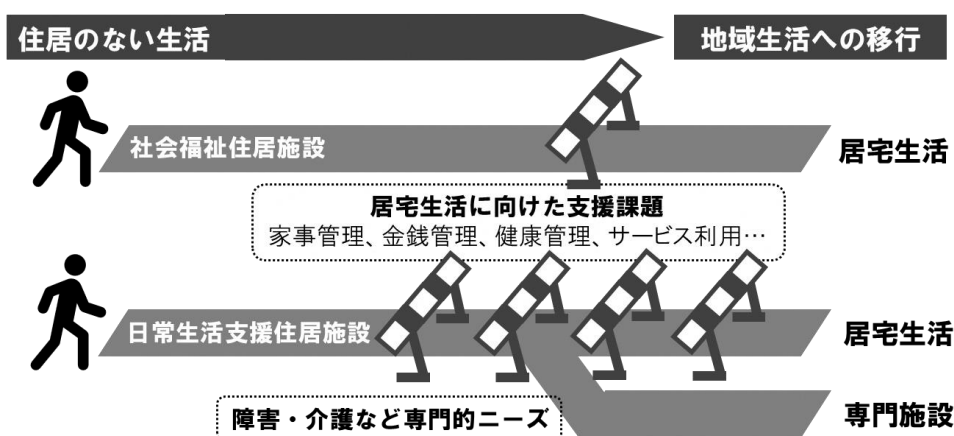 住居のない生活
地域生活への移行
社会福祉住居施設
居宅生活
居宅生活に向けた支援課題
家事管理、金銭管理、健康管理、サービス利用…
日常生活支援住居施設
居宅生活
障害・介護など専門的ニーズ
専門施設